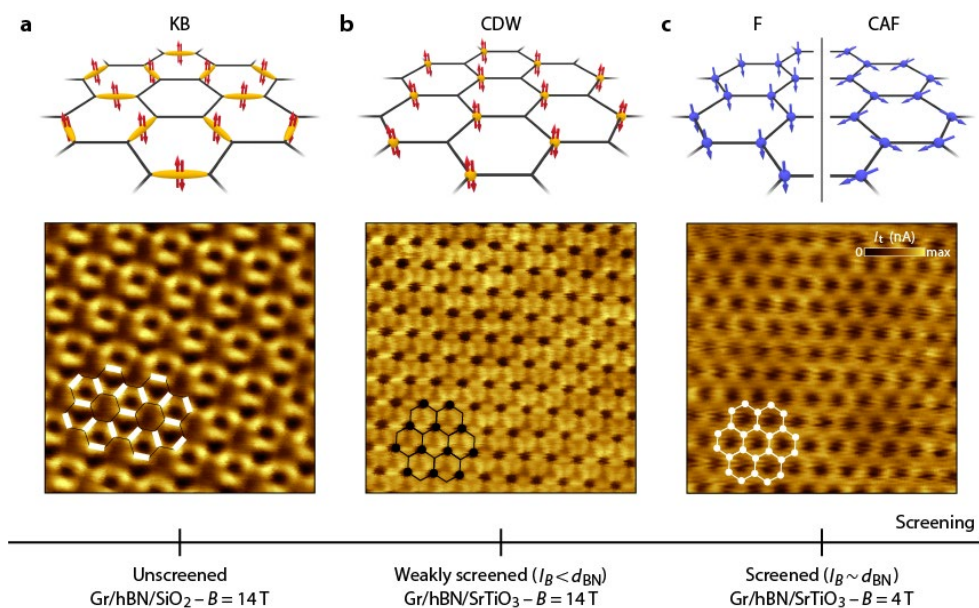 a KB
b CDW
c F CAF
I_t (nA)
0 max
Screening
Unscreened
Gr/hBN/SiO₂ – B = 14 T
Weakly screened (l_B < d_BN)
Gr/hBN/SrTiO₃ – B = 14 T
Screened (l_B ~ d_BN)
Gr/hBN/SrTiO₃ – B = 4 T